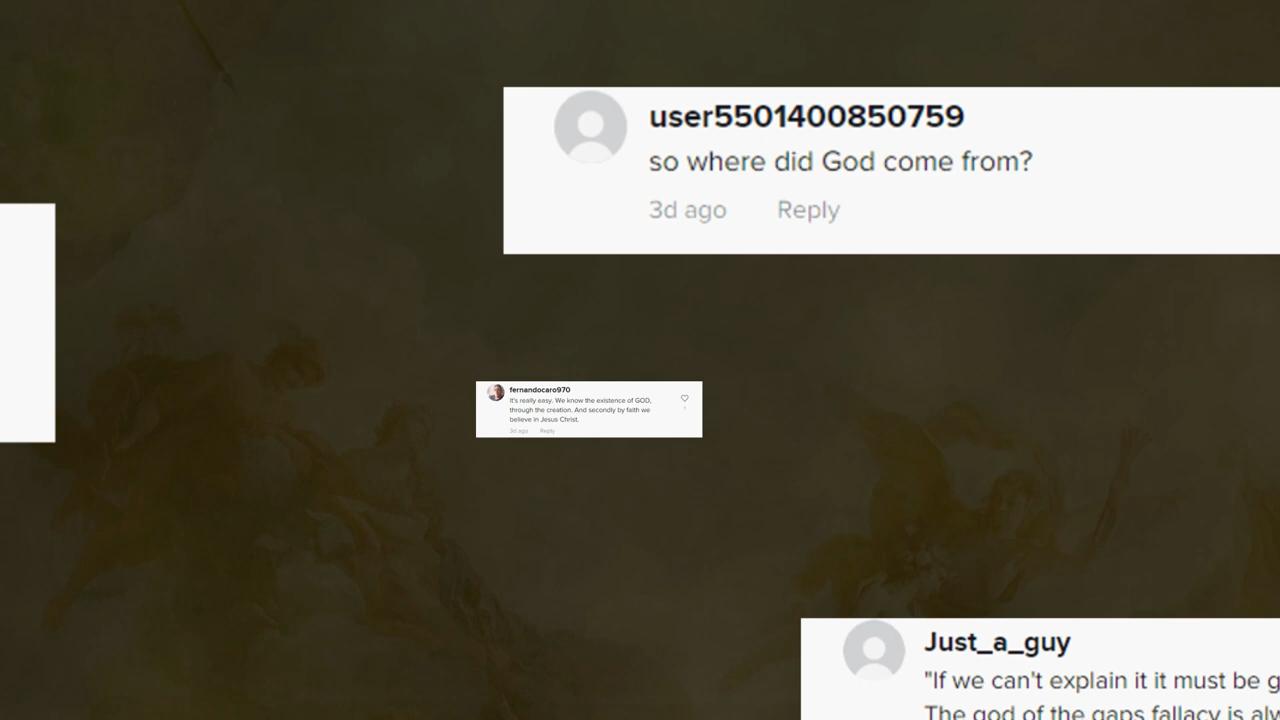 user5501400850759
so where did God come from?
3d ago Reply
fernandocaro970
It's really easy. We know the existence of GOD,
through the creation. And secondly by faith we
believe in Jesus Christ.
3d ago Reply
Just_a_guy
"If we can't explain it it must be g
The god of the gaps fallacy is alw